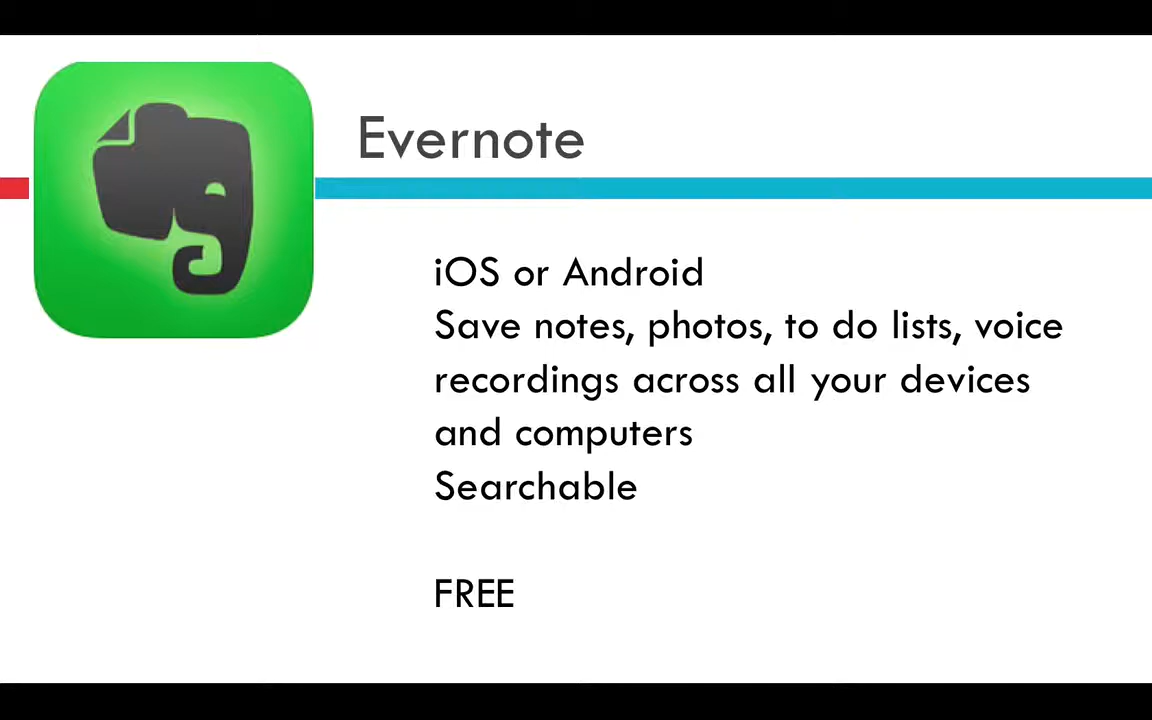 Evernote
iOS or Android
Save notes, photos, to do lists, voice
recordings across all your devices
and computers
Searchable
FREE